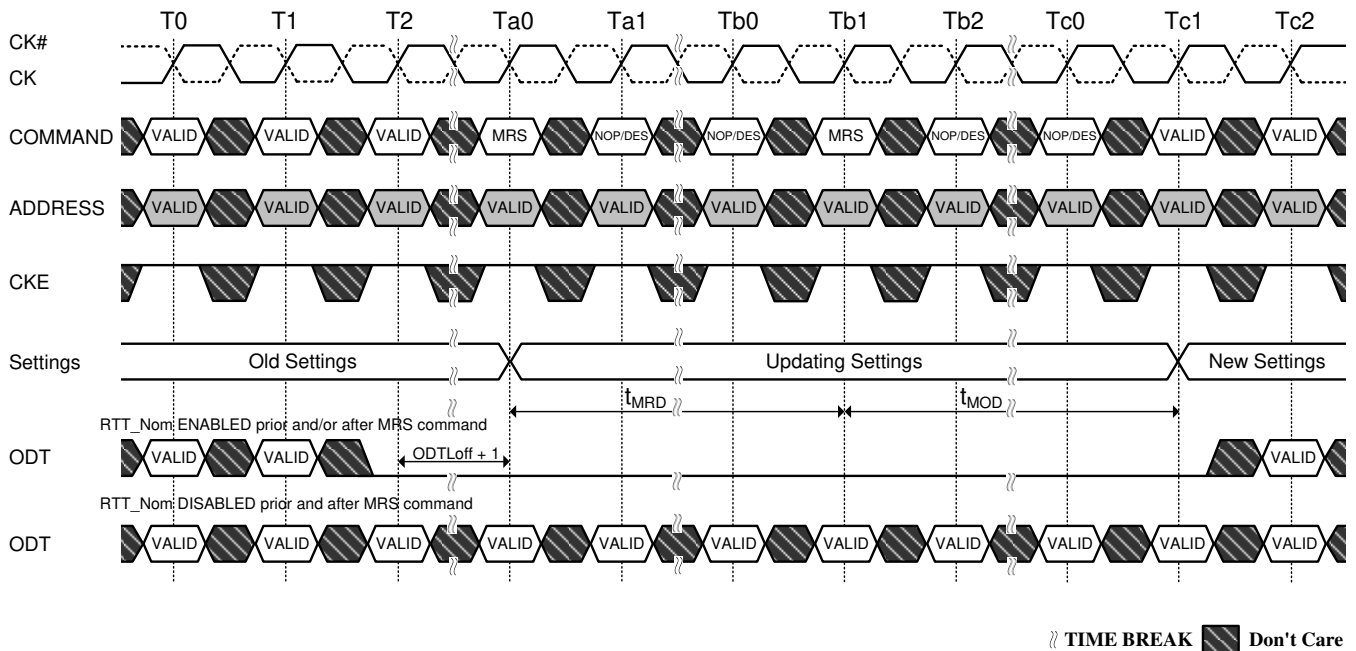 T0 T1 T2 Ta0 Ta1 Tb0 Tb1 Tb2 Tc0 Tc1 Tc2
CK#
CK
COMMAND VALID VALID VALID MRS NOP/DES NOP/DES MRS NOP/DES NOP/DES VALID VALID
ADDRESS VALID VALID VALID VALID VALID VALID VALID VALID VALID VALID VALID
CKE
Settings Old Settings Updating Settings New Settings
tMRD tMOD
RTT_Nom ENABLED prior and/or after MRS command
ODT VALID VALID ODTLoff + 1 VALID
RTT_Nom DISABLED prior and after MRS command
ODT VALID VALID VALID VALID VALID VALID VALID VALID VALID VALID VALID
TIME BREAK Don't Care